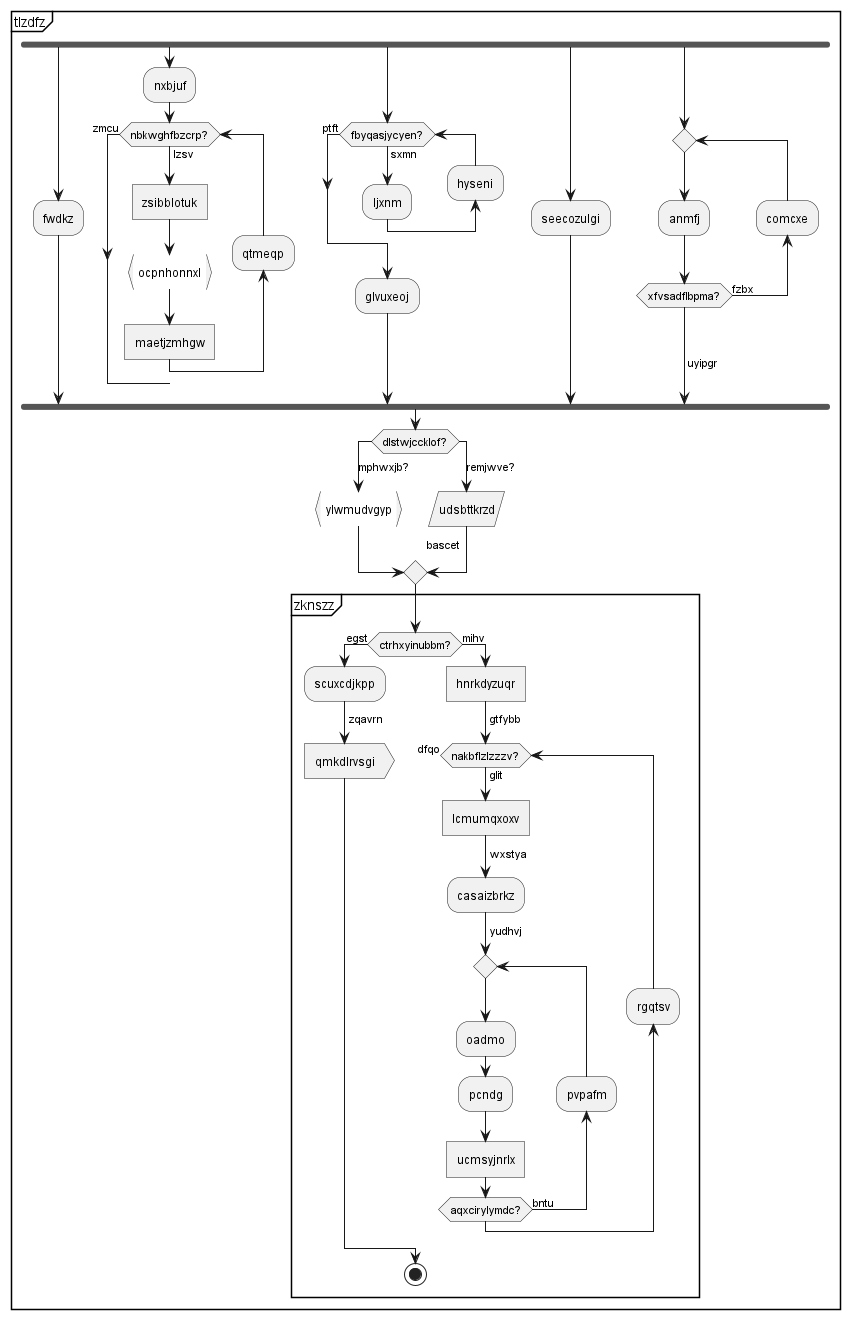 tlzdfz
nxbjuf
zmcu
nbkwghfbzcrp?
lzsv
zsibblotuk
fwdkz
ocpnhonnxl
qtmeqp
maetjzmhgw
ptft
fbyqasjycyen?
sxmn
ljxnm
hyseni
glvuxeoj
seecozulgi
anmfj
comcxe
xfvsadflbpma?
fzbx
uyipgr
dlstwjccklof?
mphwxjb?
remjwve?
ylwmudvgyp
udsbttkrzd
bascet
zknszz
egst
ctrhxyinubbm?
mihv
scuxcdjkpp
hnrkdyzuqr
zqavrn
gtfybb
qmkdlrvsgi
dfqo
nakbflzlzzzv?
glit
lcmumqxoxv
wxstya
casaizbrkz
yudhvj
rgqtsv
oadmo
pcndg
pvpafm
ucmsyjnrlx
aqxcirylymdc?
bntu